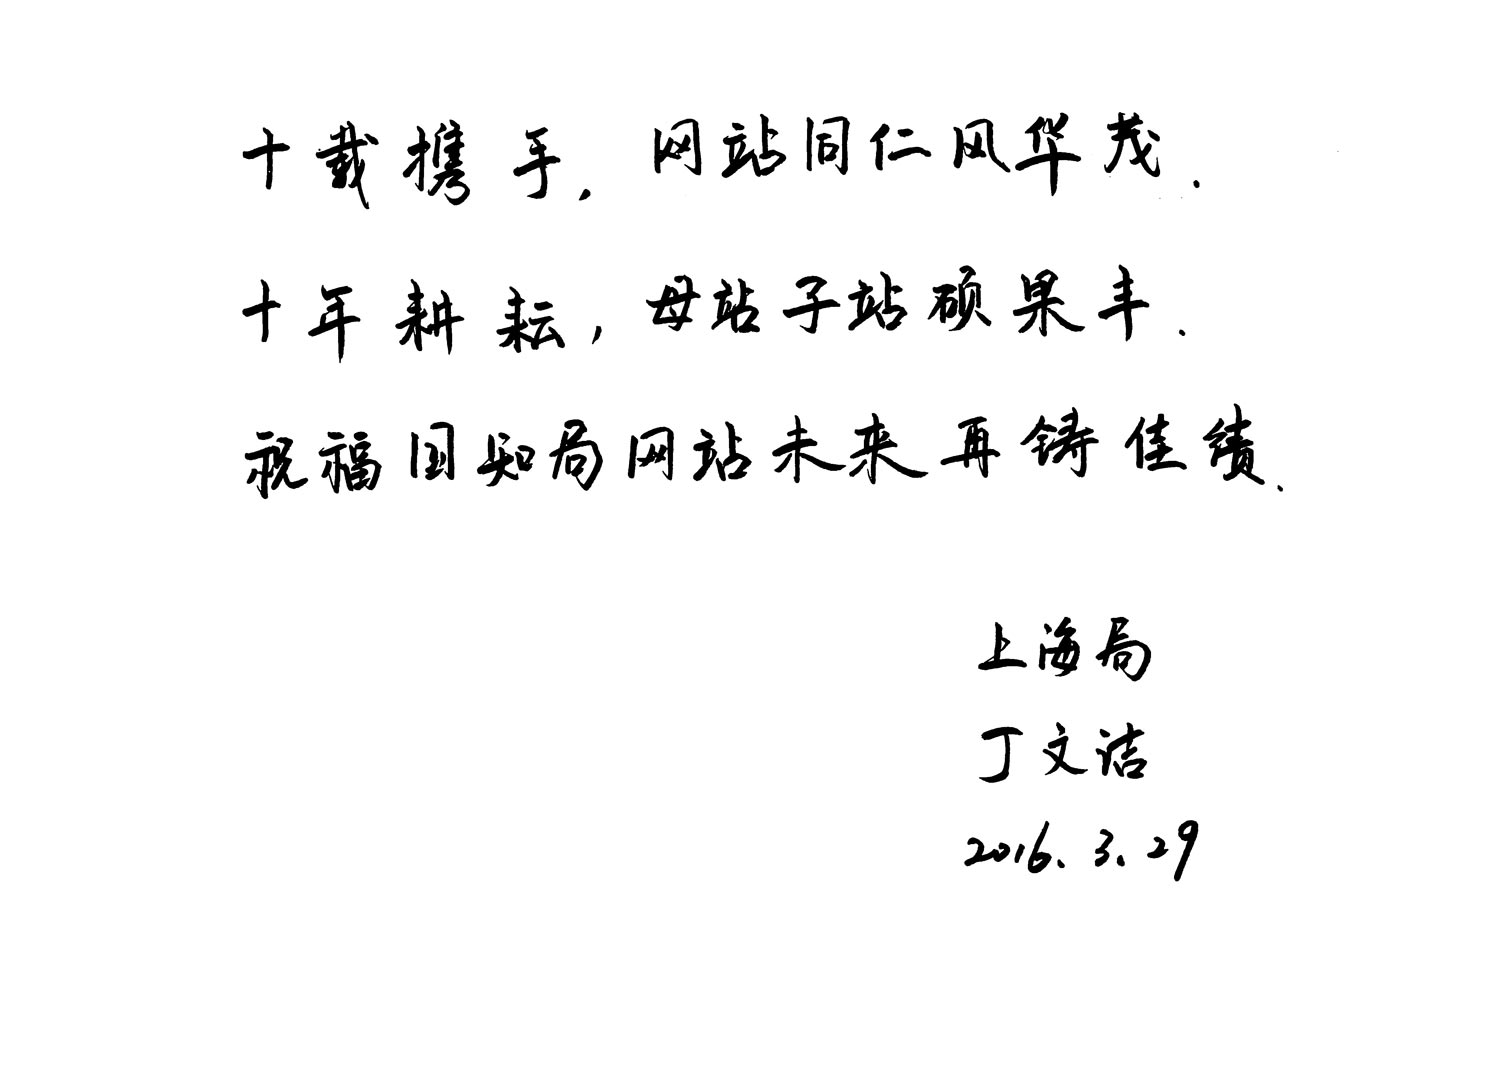 十载携手,网站同仁风华茂.
十年耕耘,母站子站硕果丰.
祝福国知局网站未来再铸佳绩.
上海局
丁文洁
2016.3.29